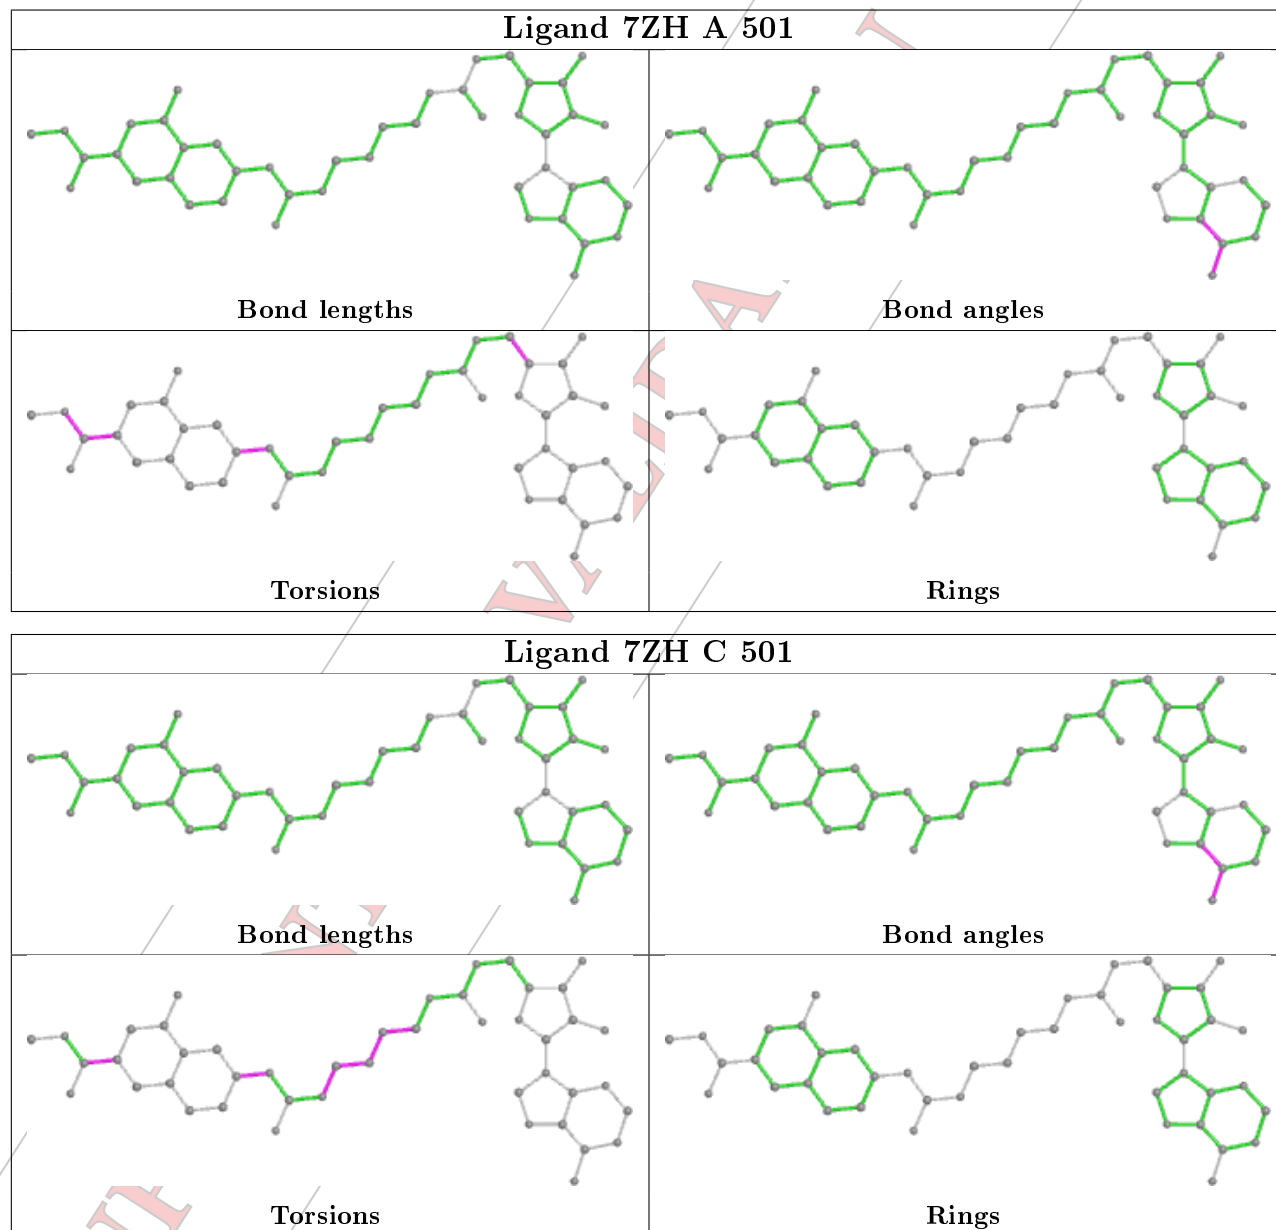 Ligand 7ZH A 501
Bond lengths
Bond angles
Torsions
Rings
Ligand 7ZH C 501
Bond lengths
Bond angles
Torsions
Rings